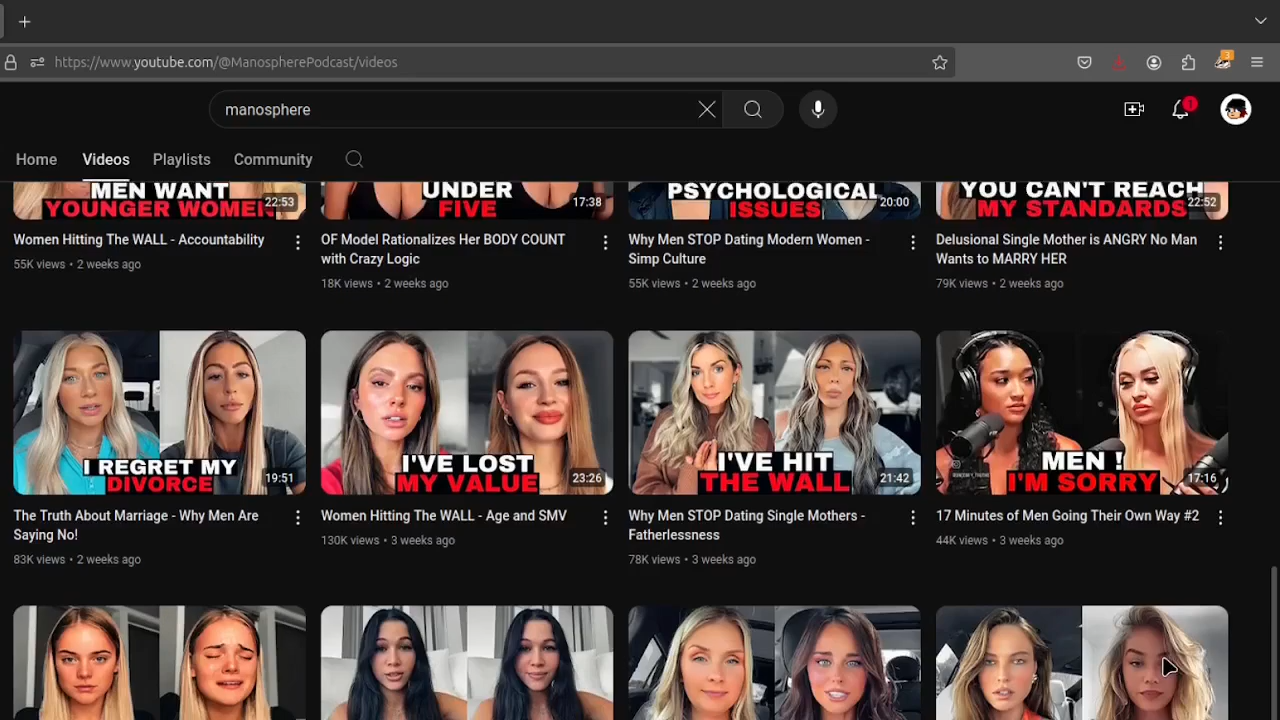 https://www.youtube.com/@ManospherePodcast/videos
3
manosphere
1
Home Videos Playlists Community
MEN WANT
YOUNGER WOMEN
22:53
UNDER
FIVE
17:38
PSYCHOLOGICAL
ISSUES
20:00
YOU CAN'T REACH
MY STANDARDS
22:52
Women Hitting The WALL - Accountability
55K views • 2 weeks ago
OF Model Rationalizes Her BODY COUNT
with Crazy Logic
18K views • 2 weeks ago
Why Men STOP Dating Modern Women -
Simp Culture
55K views • 2 weeks ago
Delusional Single Mother is ANGRY No Man
Wants to MARRY HER
79K views • 2 weeks ago
I REGRET MY
DIVORCE
19:51
I'VE LOST
MY VALUE
23:26
I'VE HIT
THE WALL
21:42
MEN !
I'M SORRY
17:16
The Truth About Marriage - Why Men Are
Saying No!
83K views • 2 weeks ago
Women Hitting The WALL - Age and SMV
130K views • 3 weeks ago
Why Men STOP Dating Single Mothers -
Fatherlessness
78K views • 3 weeks ago
17 Minutes of Men Going Their Own Way #2
44K views • 3 weeks ago